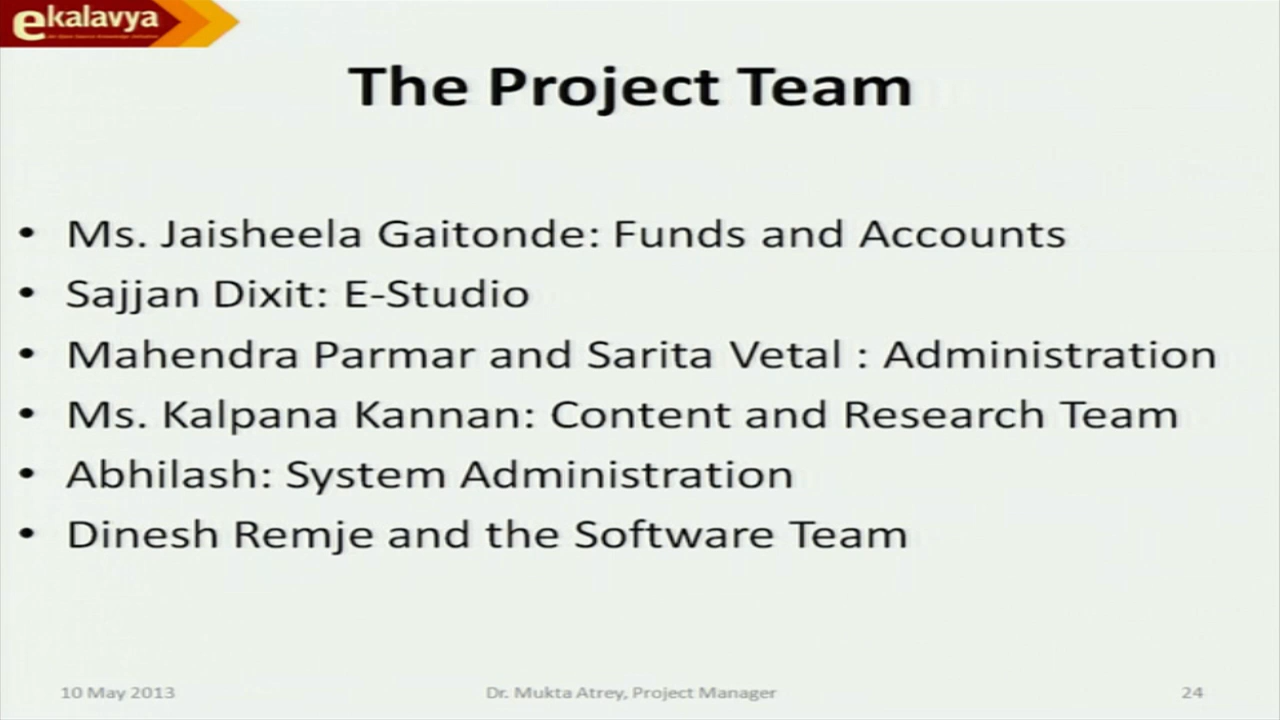 ekalavya
The Project Team
• Ms. Jaisheela Gaitonde: Funds and Accounts
• Sajjan Dixit: E-Studio
• Mahendra Parmar and Sarita Vetal : Administration
• Ms. Kalpana Kannan: Content and Research Team
• Abhilash: System Administration
• Dinesh Remje and the Software Team
10 May 2013
Dr. Mukta Atrey, Project Manager
24